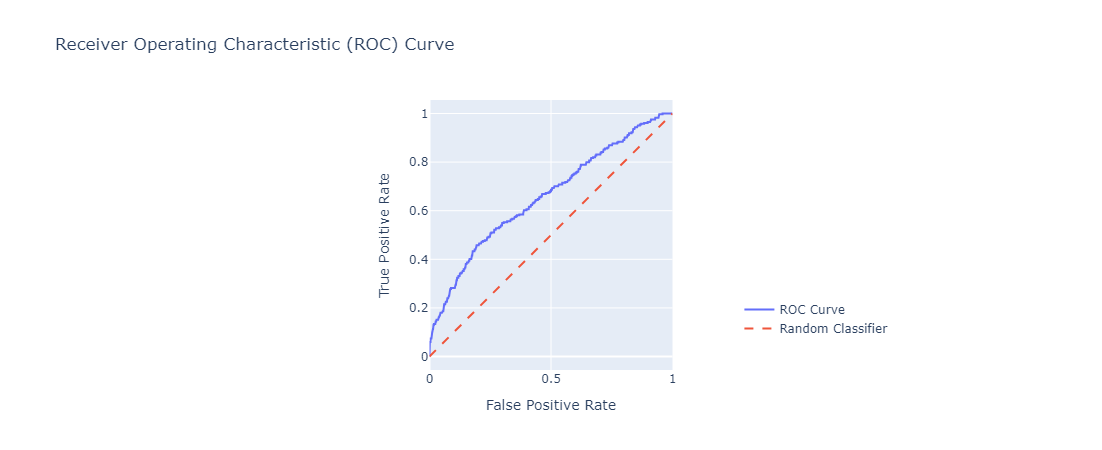 Receiver Operating Characteristic (ROC) Curve
1
0.8
0.6
0.4
0.2
0
True Positive Rate
0
0.5
1
False Positive Rate
ROC Curve
Random Classifier